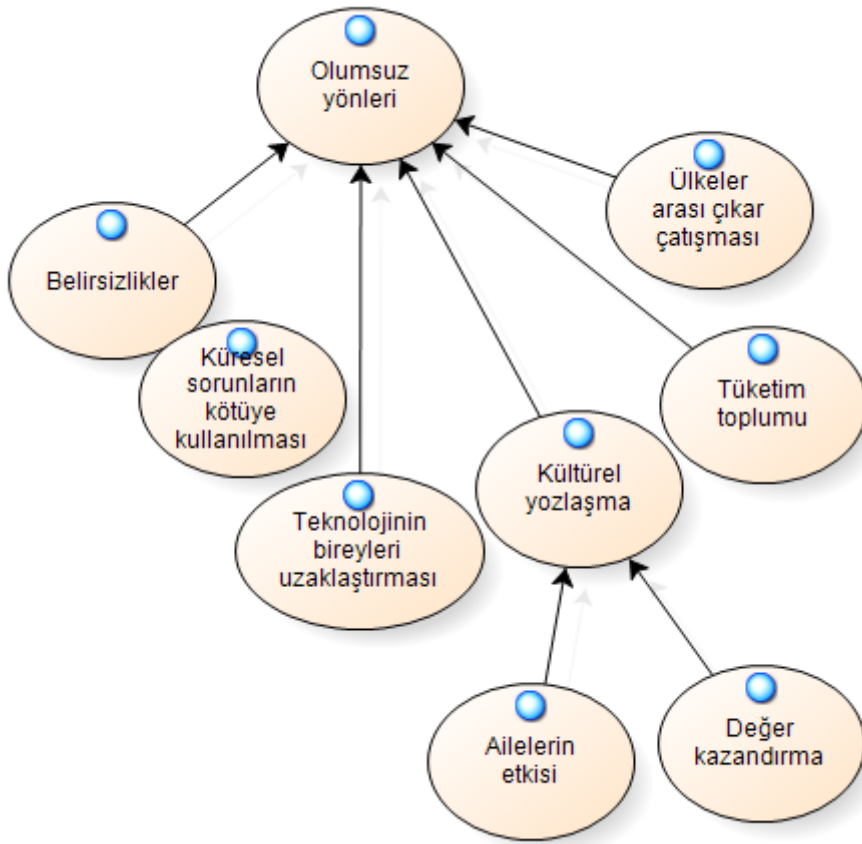 Olumsuz
yönleri
Ülkeler
arası çıkar
çatışması
Belirsizlikler
Küresel
sorunların
kötüye
kullanılması
Tüketim
toplumu
Kültürel
yozlaşma
Teknolojinin
bireyleri
uzaklaştırması
Ailelerin
etkisi
Değer
kazandırma